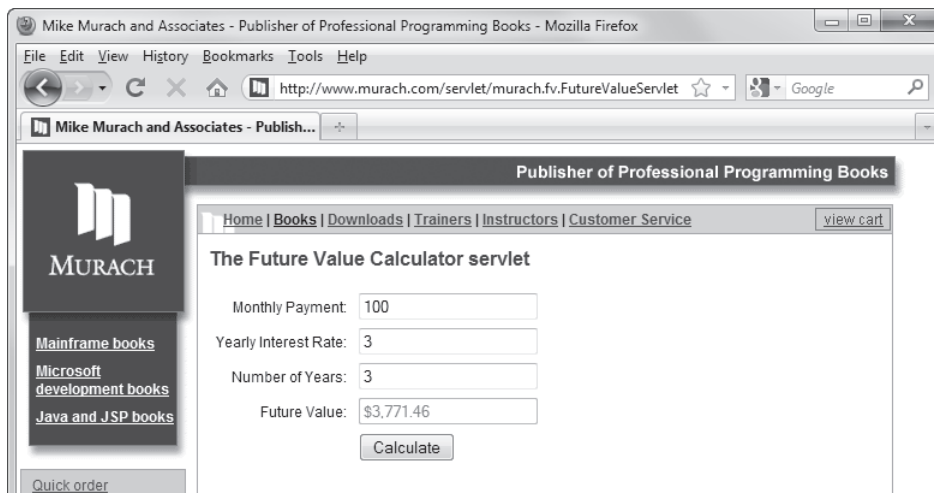 Mike Murach and Associates - Publisher of Professional Programming Books - Mozilla Firefox
File Edit View History Bookmarks Tools Help
http://www.murach.com/servlet/murach.fv.FutureValueServlet
Google
Mike Murach and Associates - Publish...
Publisher of Professional Programming Books
Home | Books | Downloads | Trainers | Instructors | Customer Service
view cart
MURACH
The Future Value Calculator servlet
Monthly Payment: 100
Yearly Interest Rate: 3
Number of Years: 3
Future Value: $3,771.46
Calculate
Mainframe books
Microsoft
development books
Java and JSP books
Quick order